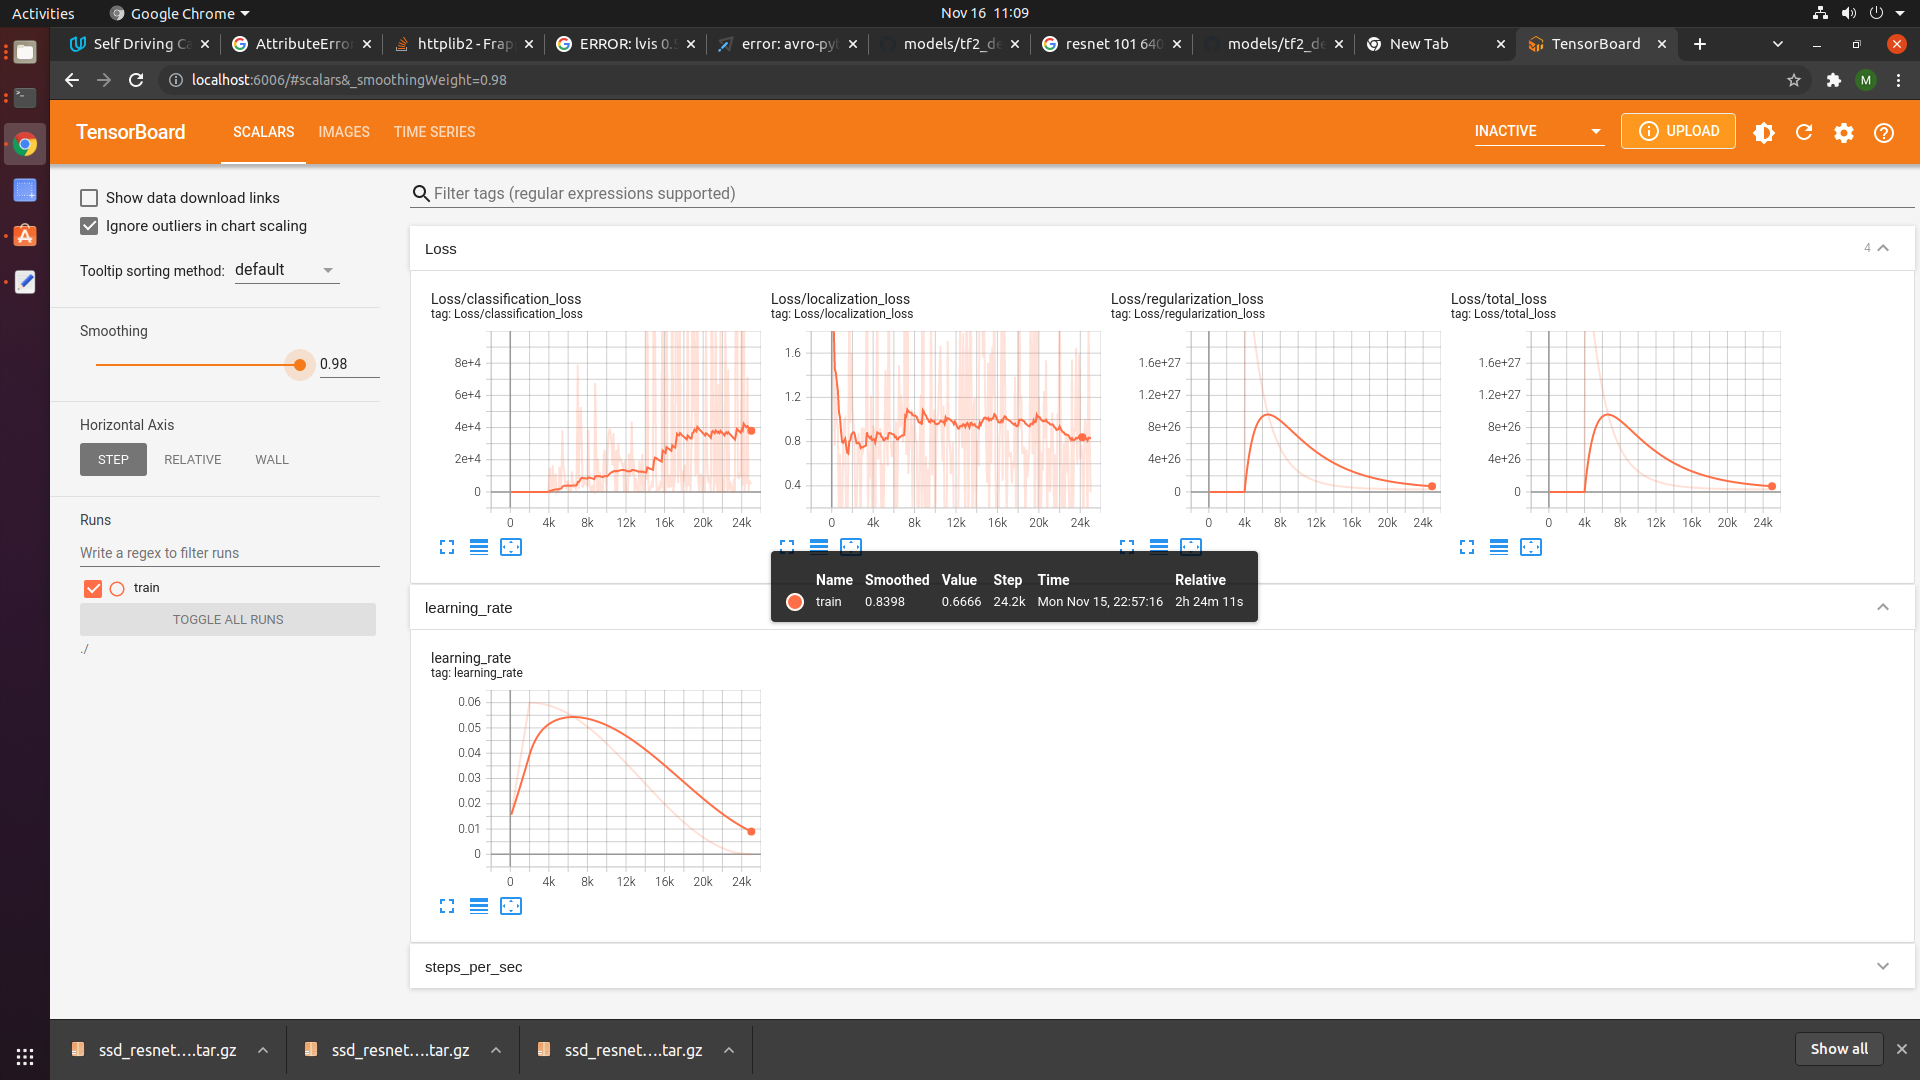 Activities
Google Chrome
Nov 16 11:09
Self Driving Ca
AttributeErro
httplib2 - Frap
ERROR: lvis 0.5
error: avro-pyt
models/tf2_de
resnet 101 640
models/tf2_de
New Tab
TensorBoard
localhost:6006/#scalars&_smoothingWeight=0.98
M
TensorBoard
SCALARS
IMAGES
TIME SERIES
INACTIVE
UPLOAD
Show data download links
Ignore outliers in chart scaling
Tooltip sorting method: default
Smoothing
0.98
Horizontal Axis
STEP
RELATIVE
WALL
Runs
Write a regex to filter runs
train
TOGGLE ALL RUNS
./
Filter tags (regular expressions supported)
Loss
4
Loss/classification_loss
tag: Loss/classification_loss
8e+4
6e+4
4e+4
2e+4
0
0 4k 8k 12k 16k 20k 24k
Loss/localization_loss
tag: Loss/localization_loss
1.6
1.2
0.8
0.4
0 4k 8k 12k 16k 20k 24k
Loss/regularization_loss
tag: Loss/regularization_loss
1.6e+27
1.2e+27
8e+26
4e+26
0
0 4k 8k 12k 16k 20k 24k
Loss/total_loss
tag: Loss/total_loss
1.6e+27
1.2e+27
8e+26
4e+26
0
0 4k 8k 12k 16k 20k 24k
Name Smoothed Value Step Time Relative
train 0.8398 0.6666 24.2k Mon Nov 15, 22:57:16 2h 24m 11s
learning_rate
learning_rate
tag: learning_rate
0.06
0.05
0.04
0.03
0.02
0.01
0
0 4k 8k 12k 16k 20k 24k
steps_per_sec
ssd_resnet....tar.gz
ssd_resnet....tar.gz
ssd_resnet....tar.gz
Show all